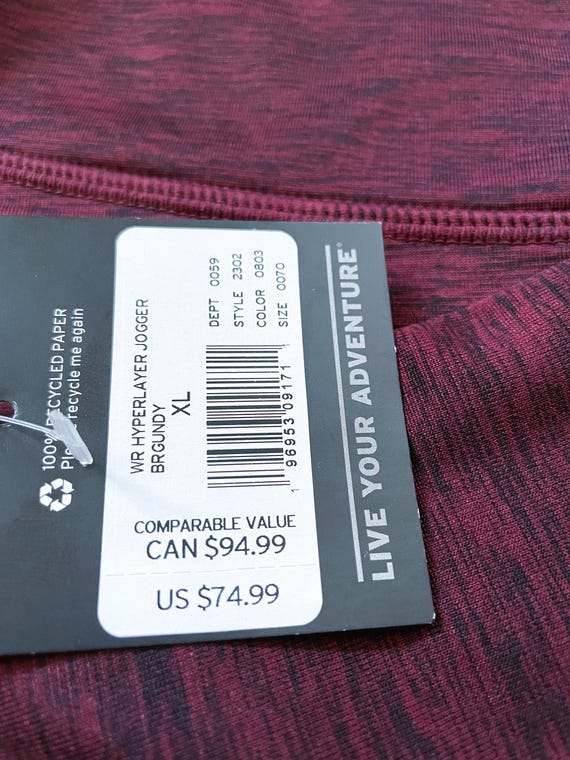 100% RECYCLED PAPER
Please recycle me again
WR HYPERLAYER JOGGER
BRGUNDY
XL
DEPT 0059
STYLE 2302
COLOR 0803
SIZE 0070
1 96953 09171 1
COMPARABLE VALUE
CAN $94.99
US $74.99
LIVE YOUR ADVENTURE®